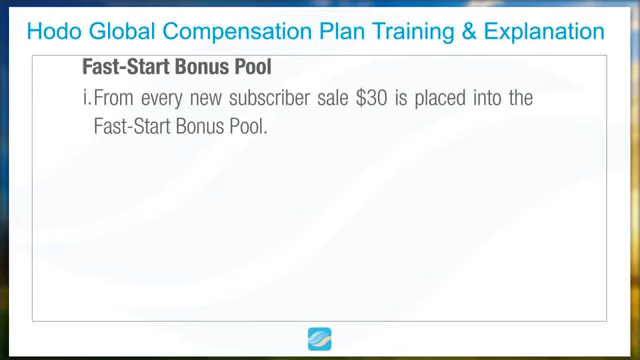 Hodo Global Compensation Plan Training & Explanation
Fast-Start Bonus Pool
i. From every new subscriber sale $30 is placed into the
Fast-Start Bonus Pool.